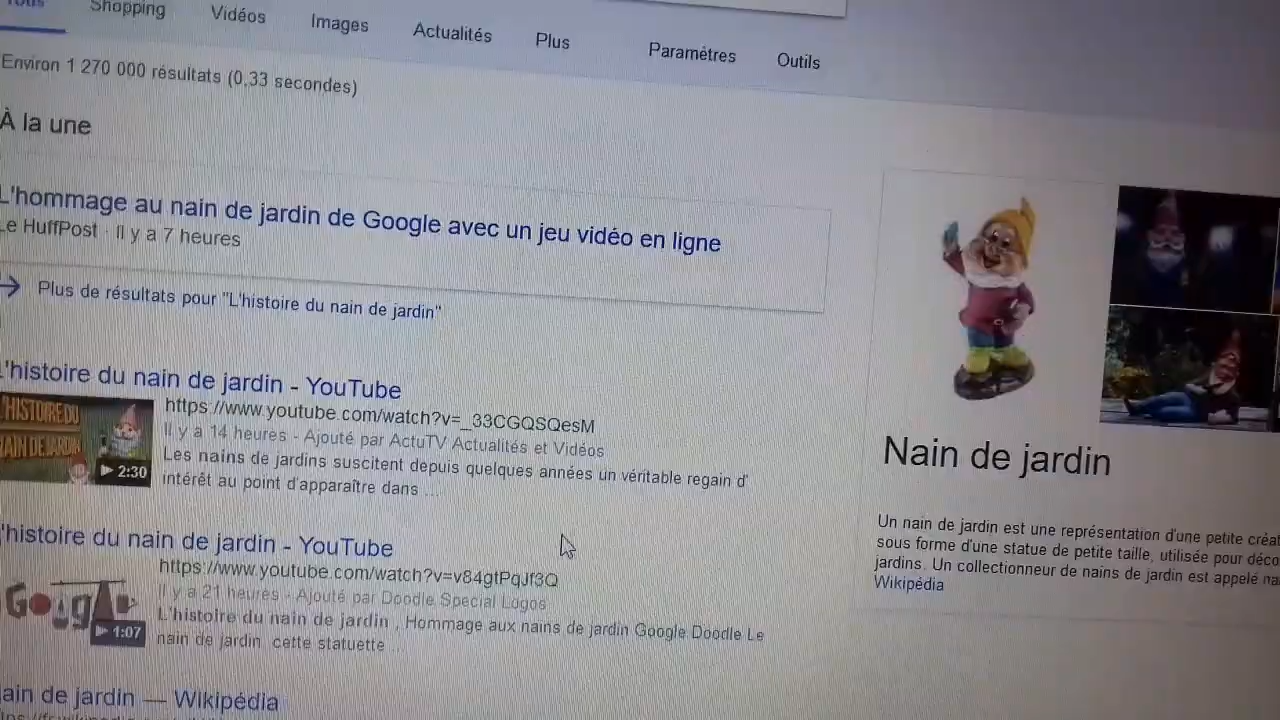 Tous
Shopping
Vidéos
Images
Actualités
Plus
Paramètres
Outils
Environ 1 270 000 résultats (0,33 secondes)
À la une
L'hommage au nain de jardin de Google avec un jeu vidéo en ligne
Le HuffPost · Il y a 7 heures
→ Plus de résultats pour "L'histoire du nain de jardin"
L'histoire du nain de jardin - YouTube
L'HISTOIRE DU
NAIN DE JARDIN
2:30
https://www.youtube.com/watch?v=_33CGQSQesM
Il y a 14 heures - Ajouté par ActuTV Actualités et Vidéos
Les nains de jardins suscitent depuis quelques années un véritable regain d'
intérêt au point d'apparaître dans ...
'histoire du nain de jardin - YouTube
Google
1:07
https://www.youtube.com/watch?v=v84gtPqJf3Q
Il y a 21 heures - Ajouté par Doodle Special Logos
L'histoire du nain de jardin , Hommage aux nains de jardin Google Doodle Le
nain de jardin, cette statuette ...
ain de jardin — Wikipédia
Nain de jardin
Un nain de jardin est une représentation d'une petite créat
sous forme d'une statue de petite taille, utilisée pour déco
jardins. Un collectionneur de nains de jardin est appelé na
Wikipédia